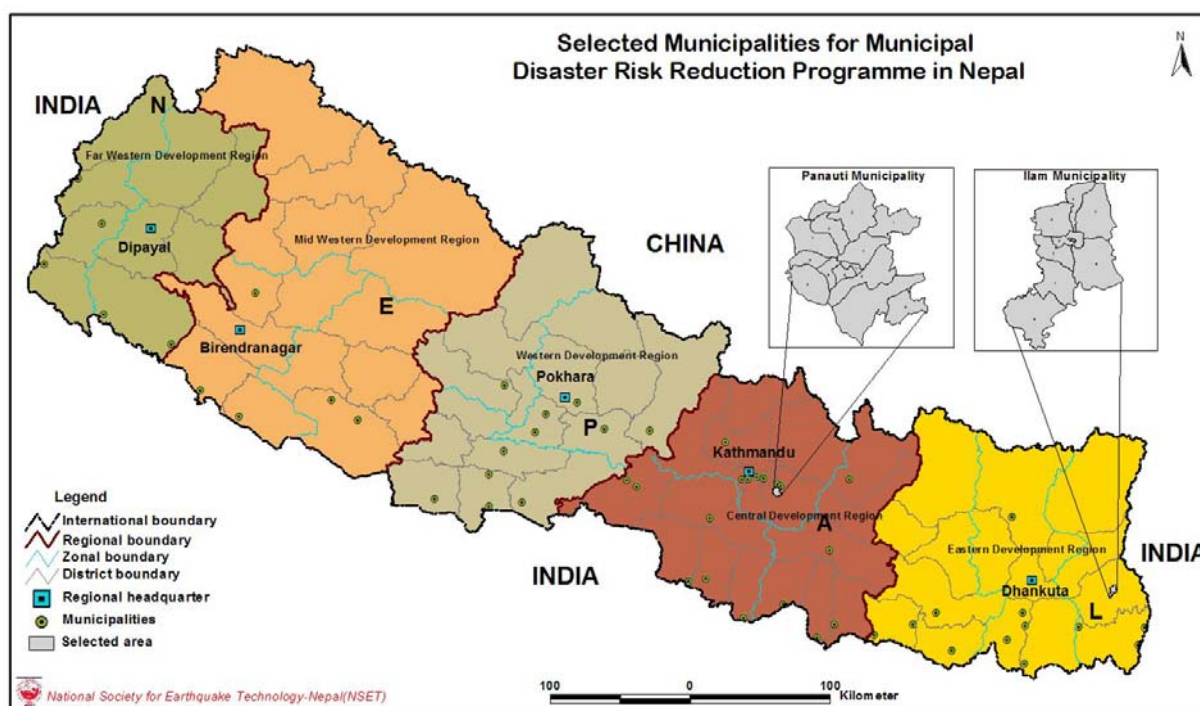 Selected Municipalities for Municipal
Disaster Risk Reduction Programme in Nepal
N
INDIA
N
Far Western Development Region
Dipayal
Mid Western Development Region
E
Birendranagar
CHINA
Panauti Municipality
Ilam Municipality
Western Development Region
Pokhara
P
Kathmandu
Central Development Region
A
Eastern Development Region
Dhankuta
L
INDIA
INDIA
Legend
International boundary
Regional boundary
Zonal boundary
District boundary
Regional headquarter
Municipalities
Selected area
National Society for Earthquake Technology-Nepal(NSET)
100 0 100
Kilometer